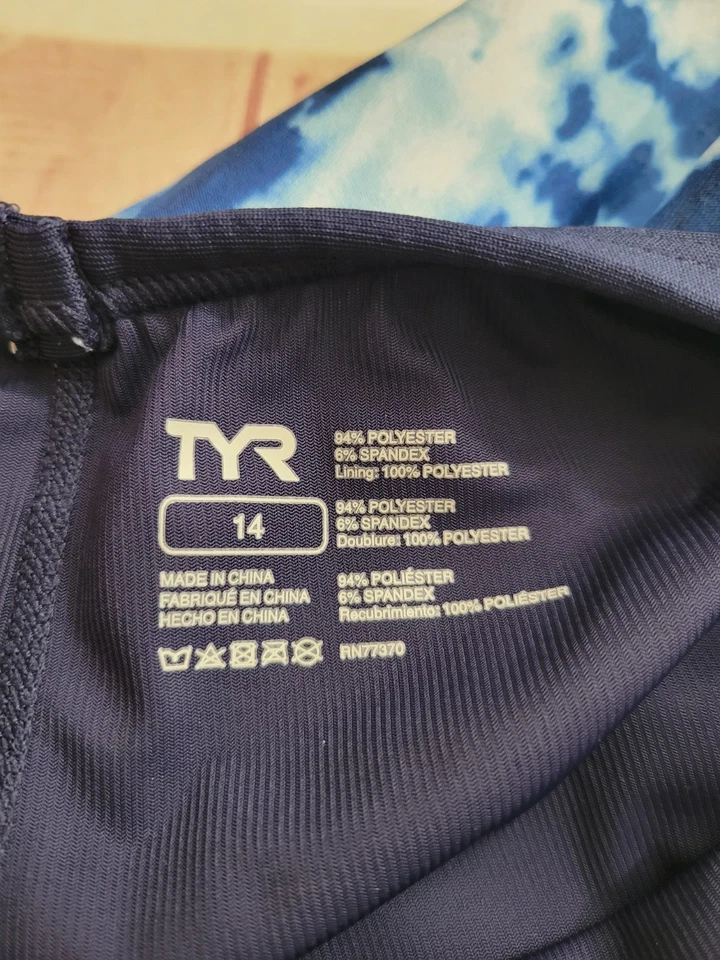 TYR
14
MADE IN CHINA
FABRIQUÉ EN CHINA
HECHO EN CHINA
94% POLYESTER
6% SPANDEX
Lining: 100% POLYESTER
94% POLYESTER
6% SPANDEX
Doublure: 100% POLYESTER
94% POLIÉSTER
6% SPANDEX
Recubrimiento: 100% POLIÉSTER
RN77370